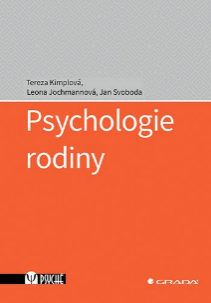 Tereza Kimplová,
Leona Jochmannová, Jan Svoboda
Psychologie
rodiny
PSYCHÉ
GRADA